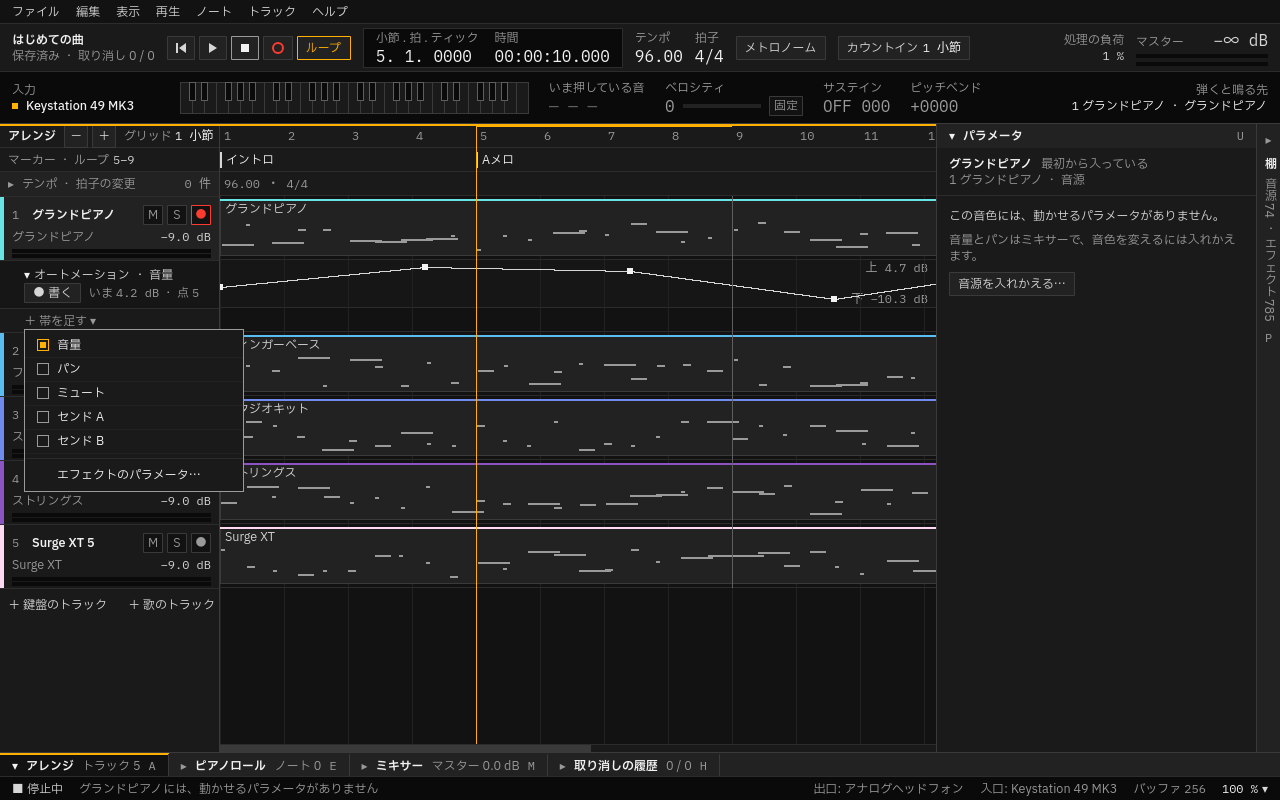 ファイル 編集 表示 再生 ノート トラック ヘルプ
はじめての曲
保存済み · 取り消し 0 / 0
ループ
小節 . 拍 . ティック 時間
5. 1. 0000 00:00:10.000
テンポ 拍子
96.00 4/4
メトロノーム
カウントイン 1 小節
処理の負荷
1 %
マスター −∞ dB
入力
Keystation 49 MK3
いま押している音
— — —
ベロシティ
0 固定
サステイン
OFF 000
ピッチベンド
+0000
弾くと鳴る先
1 グランドピアノ · グランドピアノ
アレンジ − + グリッド 1 小節
1 2 3 4 5 6 7 8 9 10 11 1
マーカー · ループ 5–9
イントロ Aメロ
▸ テンポ · 拍子の変更 0 件
96.00 · 4/4
1 グランドピアノ M S
グランドピアノ −9.0 dB
グランドピアノ
▾ オートメーション · 音量
書く いま 4.2 dB · 点 5
上 4.7 dB
下 −10.3 dB
+ 帯を足す ▾
音量
パン
ミュート
センド A
センド B
エフェクトのパラメータ…
2
フ
ンガーベース
3
ス
ジオキット
4
ストリングス −9.0 dB
トリングス
5 Surge XT 5 M S
Surge XT −9.0 dB
Surge XT
+ 鍵盤のトラック + 歌のトラック
▾ パラメータ U
グランドピアノ 最初から入っている
1 グランドピアノ · 音源
この音色には、動かせるパラメータがありません。
音量とパンはミキサーで、音色を変えるには入れかえ
ます。
音源を入れかえる…
▸ 棚 音源 74 · エフェクト 785 P
▾ アレンジ トラック 5 A
▸ ピアノロール ノート 0 E
▸ ミキサー マスター 0.0 dB M
▸ 取り消しの履歴 0 / 0 H
停止中 グランドピアノには、動かせるパラメータがありません
出口: アナログヘッドフォン 入口: Keystation 49 MK3 バッファ 256 100 % ▾